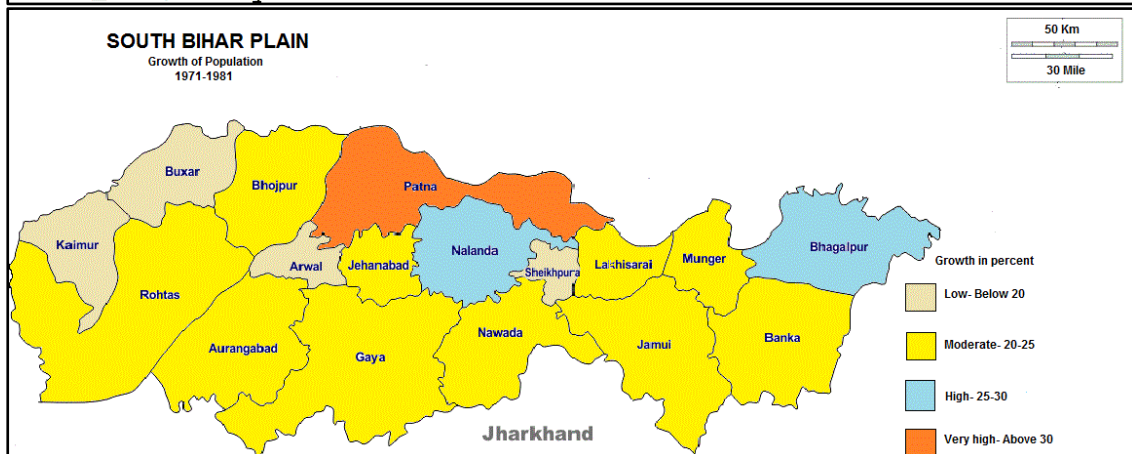 SOUTH BIHAR PLAIN
Growth of Population
1971-1981
50 Km
30 Mile
Buxar
Bhojpur
Patna
Kaimur
Arwal
Jehanabad
Nalanda
Sheikhpura
Lakhisarai
Munger
Bhagalpur
Rohtas
Aurangabad
Gaya
Nawada
Jamui
Banka
Growth in percent
Low- Below 20
Moderate- 20-25
High- 25-30
Very high- Above 30
Jharkhand